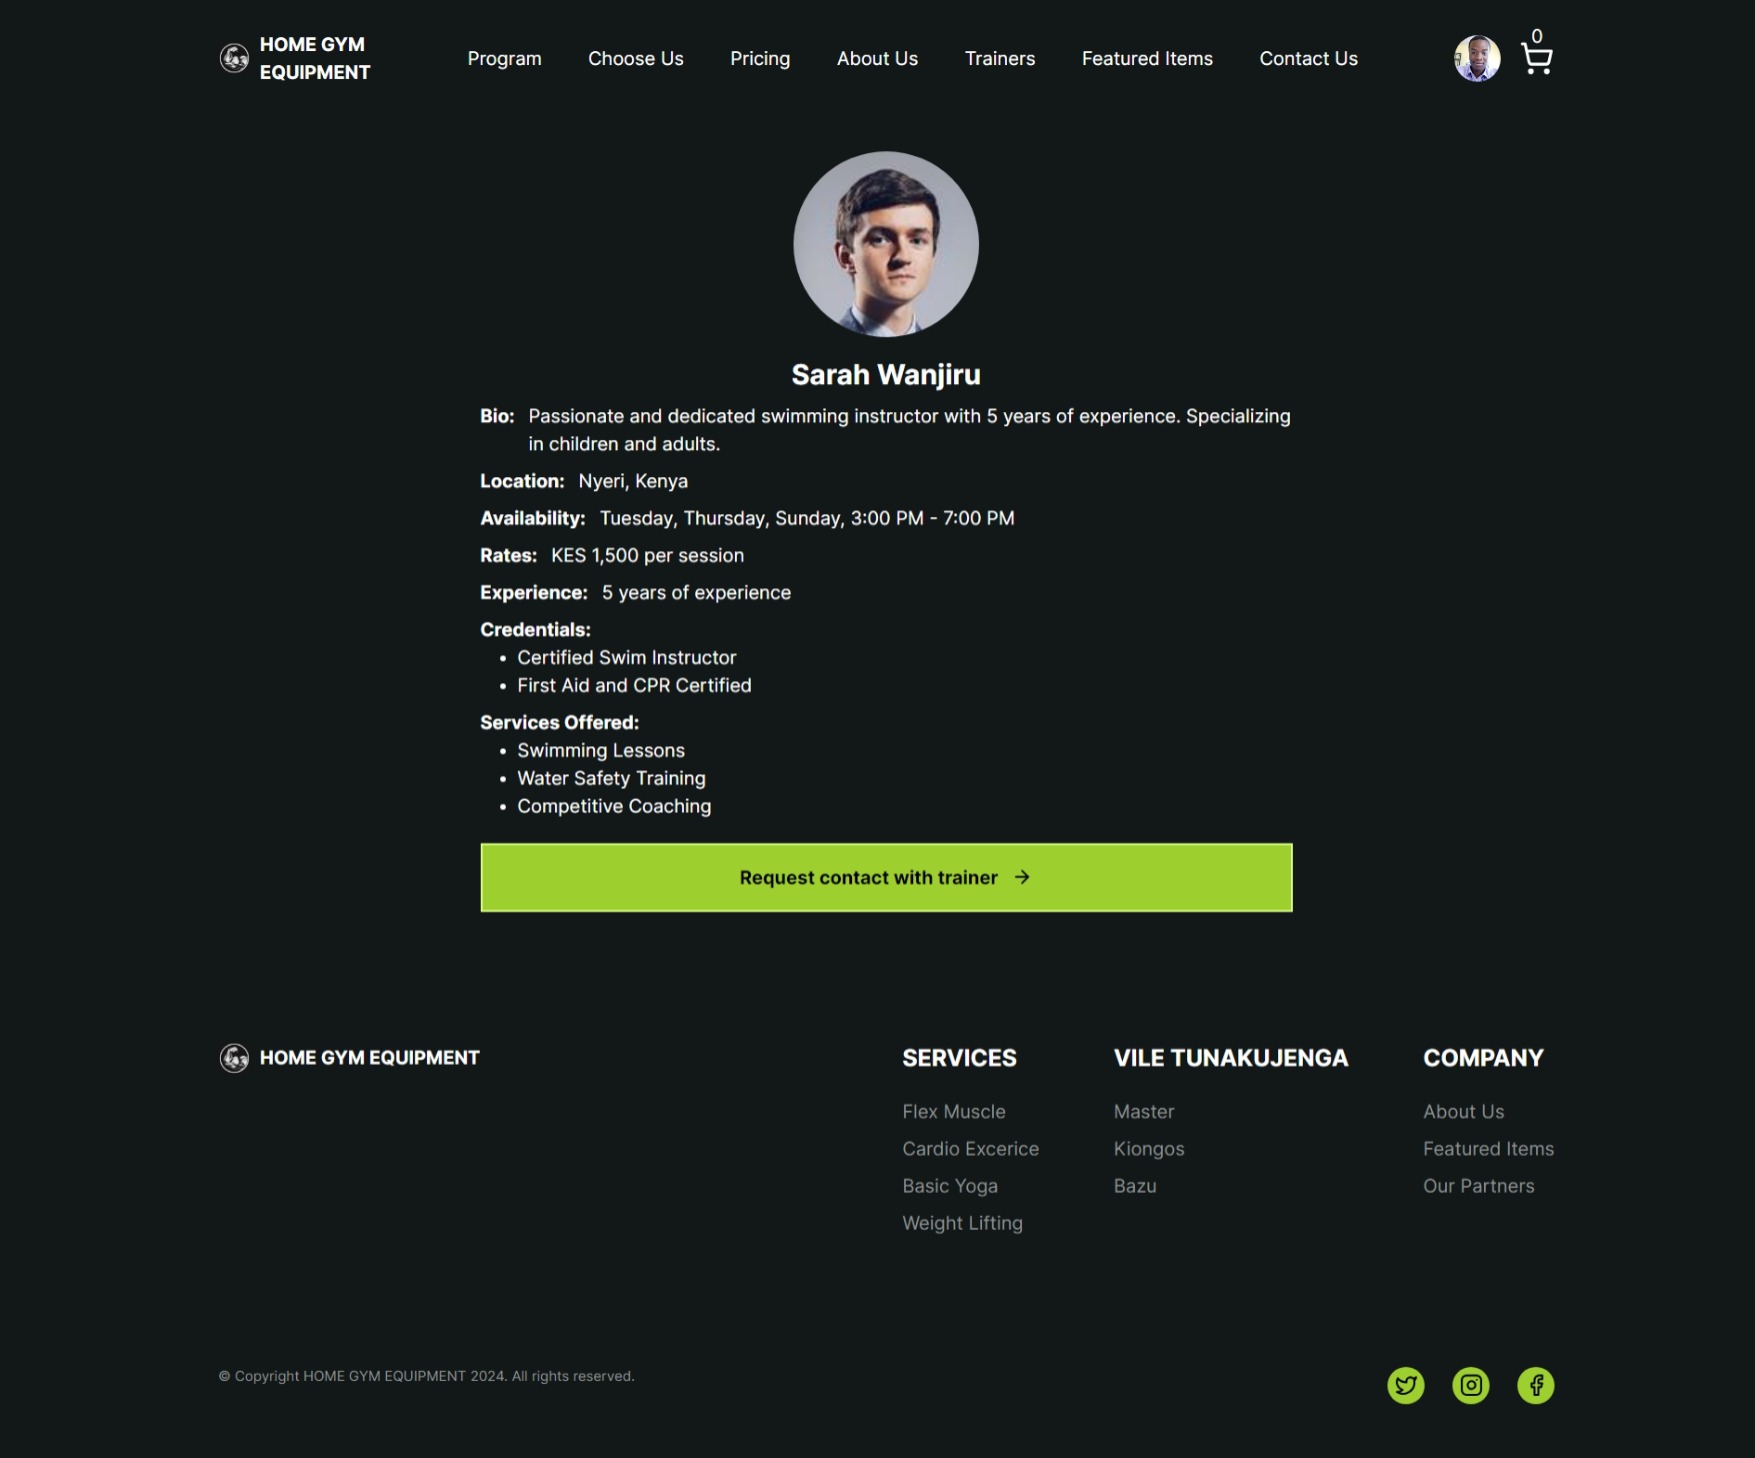 HOME GYM
EQUIPMENT
Program
Choose Us
Pricing
About Us
Trainers
Featured Items
Contact Us
0
Sarah Wanjiru
Bio: Passionate and dedicated swimming instructor with 5 years of experience. Specializing
in children and adults.
Location: Nyeri, Kenya
Availability: Tuesday, Thursday, Sunday, 3:00 PM - 7:00 PM
Rates: KES 1,500 per session
Experience: 5 years of experience
Credentials:
• Certified Swim Instructor
• First Aid and CPR Certified
Services Offered:
• Swimming Lessons
• Water Safety Training
• Competitive Coaching
Request contact with trainer →
HOME GYM EQUIPMENT
SERVICES
Flex Muscle
Cardio Excerice
Basic Yoga
Weight Lifting
VILE TUNAKUJENGA
Master
Kiongos
Bazu
COMPANY
About Us
Featured Items
Our Partners
© Copyright HOME GYM EQUIPMENT 2024. All rights reserved.